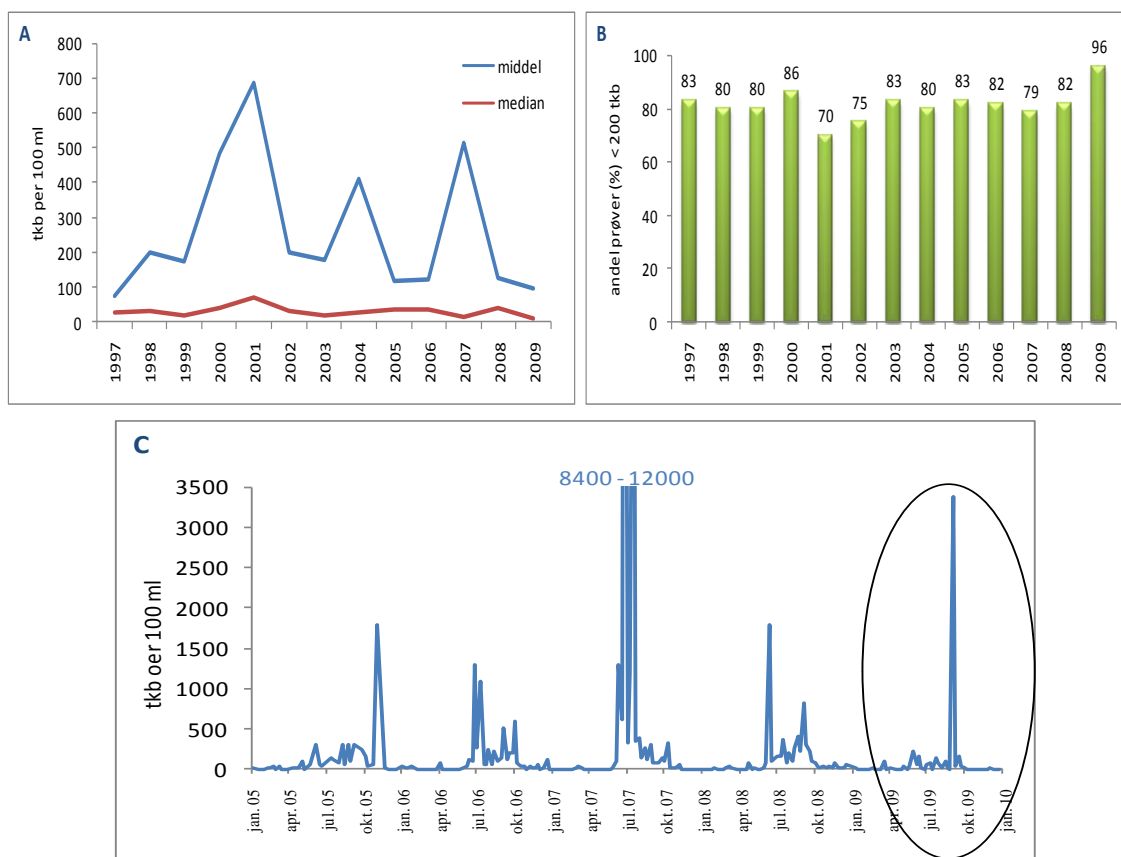 A
800
700
600
500
400
300
200
100
0
tkb per 100 ml
middel
median
1997
1998
1999
2000
2001
2002
2003
2004
2005
2006
2007
2008
2009
B
100
80
60
40
20
0
andel prøver (%) <200 tkb
83
80
80
86
70
75
83
80
83
82
79
82
96
1997
1998
1999
2000
2001
2002
2003
2004
2005
2006
2007
2008
2009
C
8400 - 12000
3500
3000
2500
2000
1500
1000
500
0
tkb oer 100 ml
jan. 05
apr. 05
jul. 05
okt. 05
jan. 06
apr. 06
jul. 06
okt. 06
jan. 07
apr. 07
jul. 07
okt. 07
jan. 08
apr. 08
jul. 08
okt. 08
jan. 09
apr. 09
jul. 09
okt. 09
jan. 10